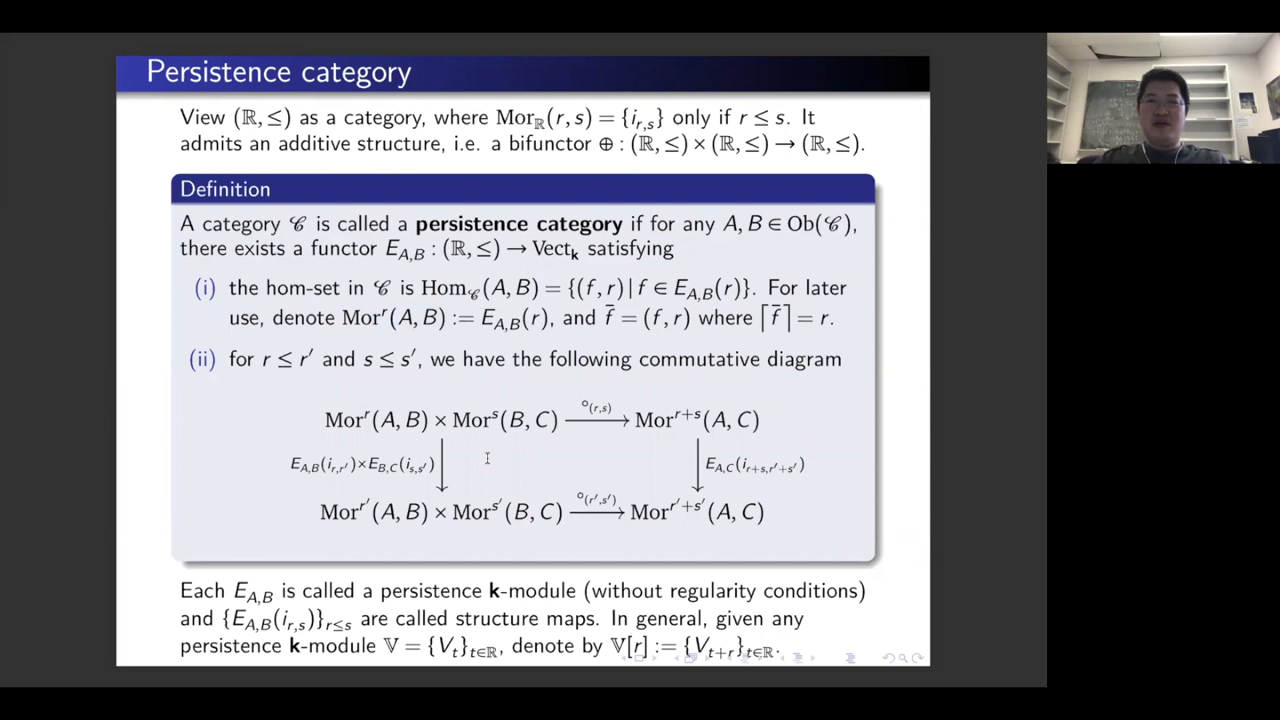 Persistence category
View (ℝ, ≤) as a category, where Mor_ℝ(r, s) = {i_{r,s}} only if r ≤ s. It
admits an additive structure, i.e. a bifunctor ⊕ : (ℝ, ≤) × (ℝ, ≤) → (ℝ, ≤).
Definition
A category 𝒞 is called a persistence category if for any A, B ∈ Ob(𝒞),
there exists a functor E_{A,B} : (ℝ, ≤) → Vect_𝐤 satisfying
(i) the hom-set in 𝒞 is Hom_𝒞(A, B) = {(f, r) | f ∈ E_{A,B}(r)}. For later
use, denote Mor^r(A, B) := E_{A,B}(r), and f̄ = (f, r) where ⌈f̄⌉ = r.
(ii) for r ≤ r′ and s ≤ s′, we have the following commutative diagram
∘_{(r,s)}
Mor^r(A, B) × Mor^s(B, C) → Mor^{r+s}(A, C)
E_{A,B}(i_{r,r′})×E_{B,C}(i_{s,s′}) ↓ ↓ E_{A,C}(i_{r+s,r′+s′})
∘_{(r′,s′)}
Mor^{r′}(A, B) × Mor^{s′}(B, C) → Mor^{r′+s′}(A, C)
Each E_{A,B} is called a persistence 𝐤-module (without regularity conditions)
and {E_{A,B}(i_{r,s})}_{r≤s} are called structure maps. In general, given any
persistence 𝐤-module 𝕍 = {V_t}_{t∈ℝ}, denote by 𝕍[r] := {V_{t+r}}_{t∈ℝ}.